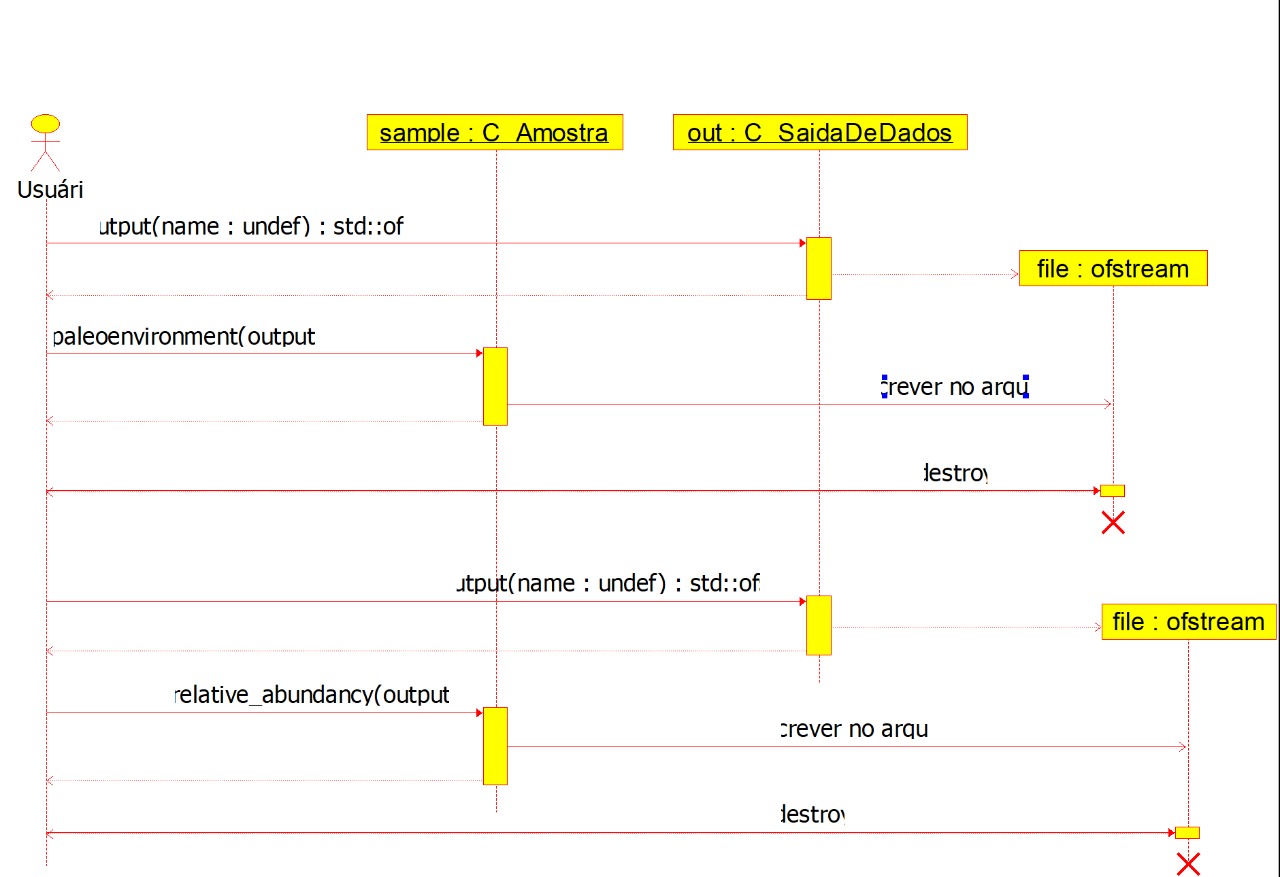 sample : C_Amostra
out : C_SaidaDeDados
Usuári
utput(name : undef) : std::of
file : ofstream
paleoenvironment(output
crever no arqu
destroy
utput(name : undef) : std::of
file : ofstream
relative_abundancy(output
crever no arqu
destroy